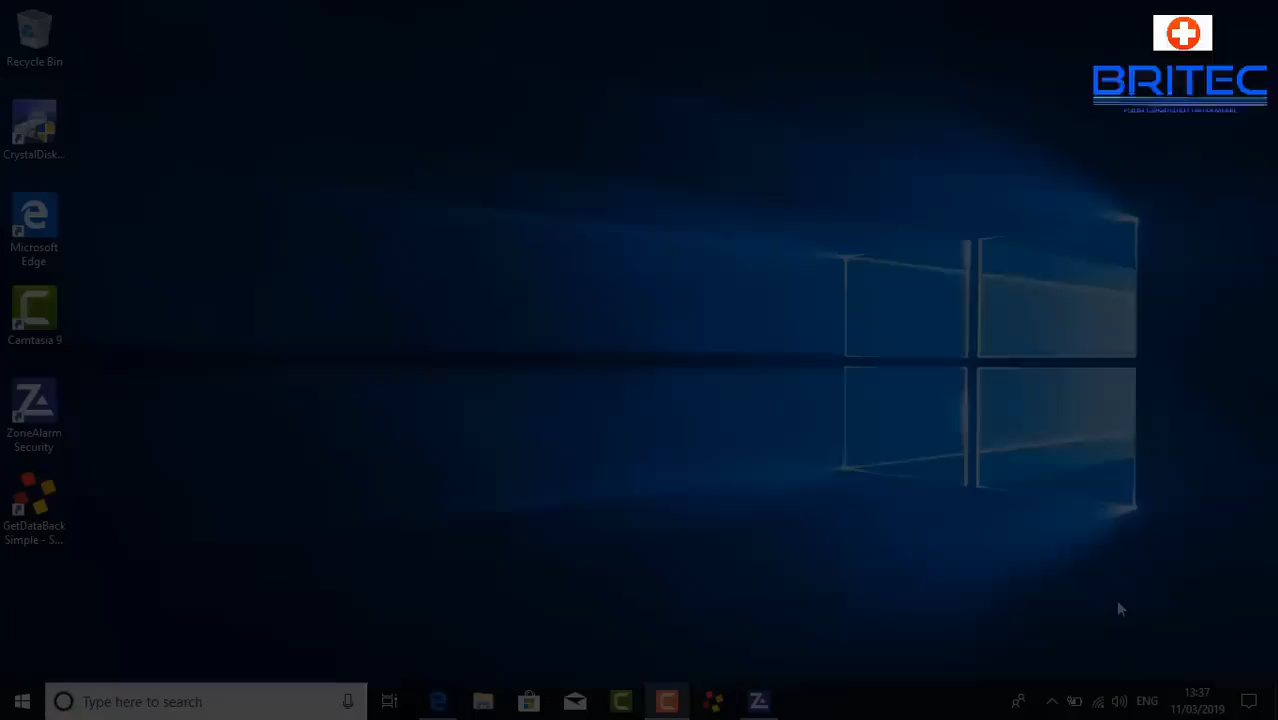 BRITEC
Recycle Bin
CrystalDisk...
Microsoft
Edge
Camtasia 9
ZoneAlarm
Security
GetDataBack
Simple - S...
Type here to search
ENG
13:37
11/03/2019